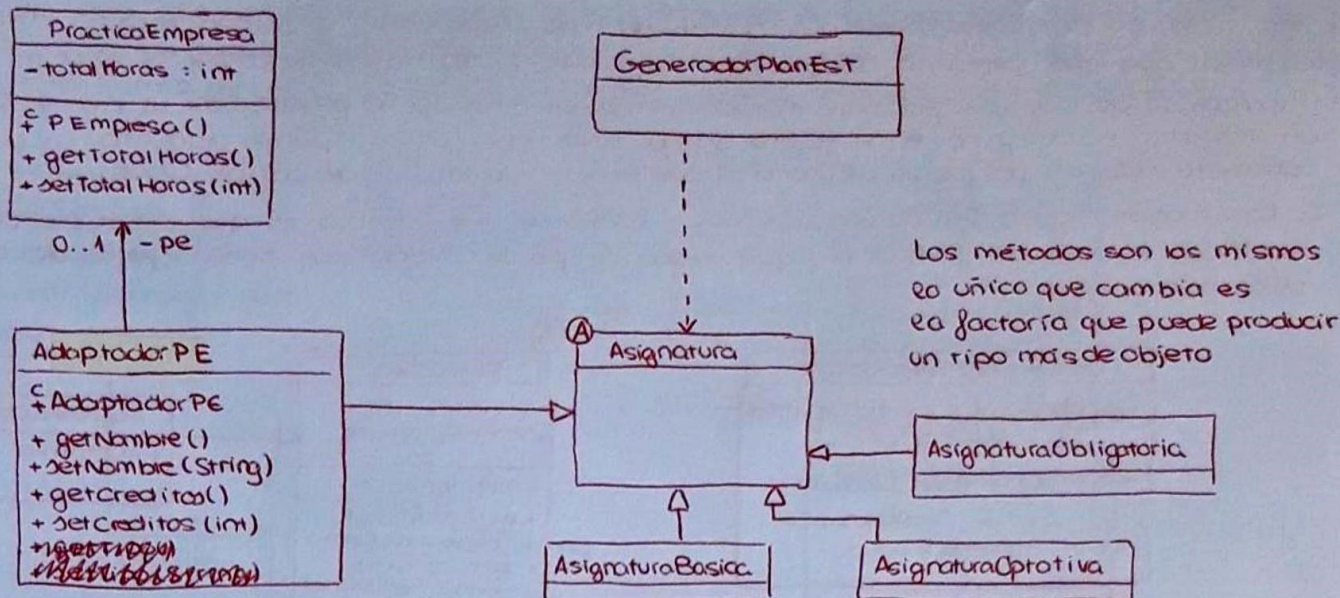 PracticaEmpresa
- totalHoras : int
c
+ PEmpresa()
+ getTotalHoras()
+ setTotalHoras(int)
0..1
- pe
AdaptadorPE
c
+ AdaptadorPE
+ getNombre()
+ setNombre(String)
+ getCreditos()
+ setCreditos(int)
GeneradorPlanEst
A
Asignatura
Los métodos son los mismos
lo único que cambia es
la factoría que puede producir
un tipo más de objeto
AsignaturaObligatoria
AsignaturaBasica
AsignaturaOptativa